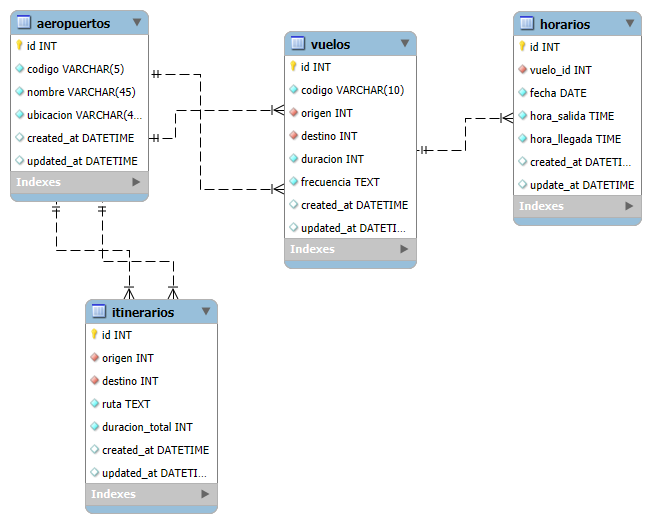 aeropuertos
id INT
codigo VARCHAR(5)
nombre VARCHAR(45)
ubicacion VARCHAR(4...
created_at DATETIME
updated_at DATETIME
Indexes
vuelos
id INT
codigo VARCHAR(10)
origen INT
destino INT
duracion INT
frecuencia TEXT
created_at DATETIME
updated_at DATETI...
Indexes
horarios
id INT
vuelo_id INT
fecha DATE
hora_salida TIME
hora_llegada TIME
created_at DATETI...
update_at DATETIME
Indexes
itinerarios
id INT
origen INT
destino INT
ruta TEXT
duracion_total INT
created_at DATETIME
updated_at DATETI...
Indexes